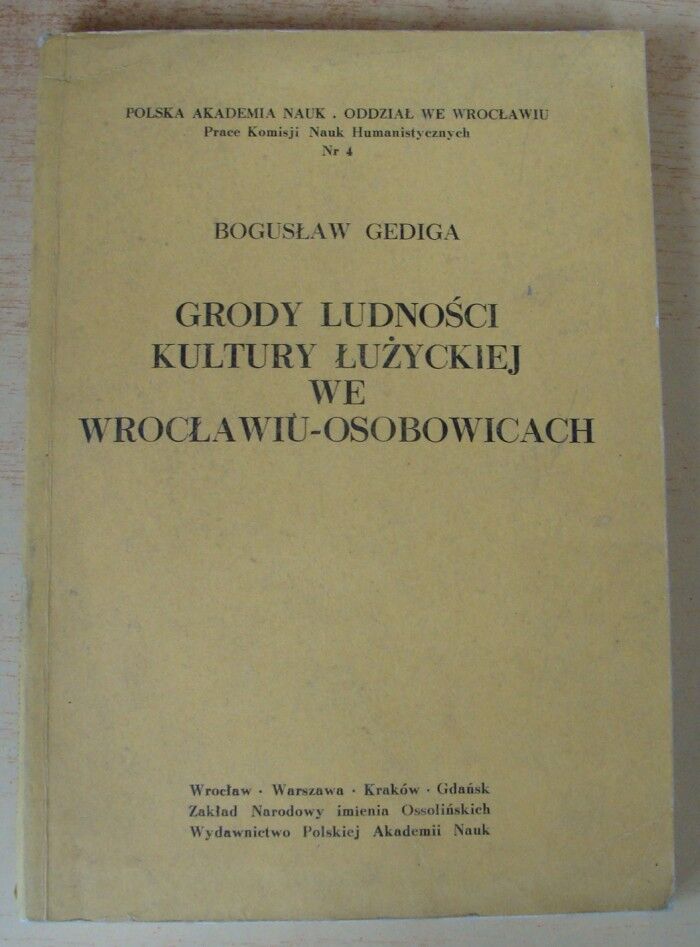 POLSKA AKADEMIA NAUK . ODDZIAŁ WE WROCŁAWIU
Prace Komisji Nauk Humanistycznych
Nr 4
BOGUSŁAW GEDIGA
GRODY LUDNOŚCI
KULTURY ŁUŻYCKIEJ
WE
WROCŁAWIU-OSOBOWICACH
Wrocław · Warszawa · Kraków · Gdańsk
Zakład Narodowy imienia Ossolińskich
Wydawnictwo Polskiej Akademii Nauk